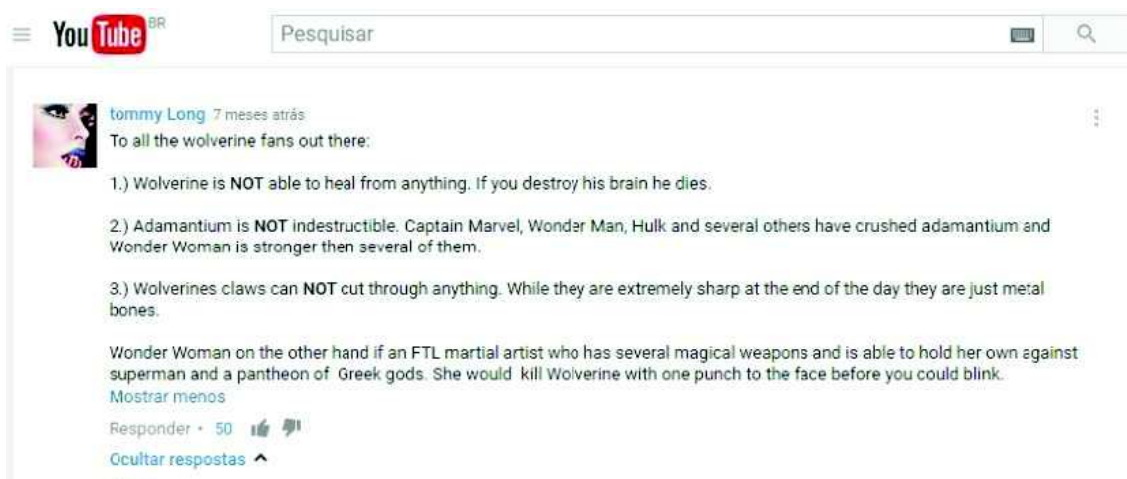 YouTube BR
Pesquisar
tommy Long 7 meses atrás
To all the wolverine fans out there:
1.) Wolverine is NOT able to heal from anything. If you destroy his brain he dies.
2.) Adamantium is NOT indestructible. Captain Marvel, Wonder Man, Hulk and several others have crushed adamantium and
Wonder Woman is stronger then several of them.
3.) Wolverines claws can NOT cut through anything. While they are extremely sharp at the end of the day they are just metal
bones.
Wonder Woman on the other hand if an FTL martial artist who has several magical weapons and is able to hold her own against
superman and a pantheon of Greek gods. She would kill Wolverine with one punch to the face before you could blink.
Mostrar menos
Responder • 50
Ocultar respostas